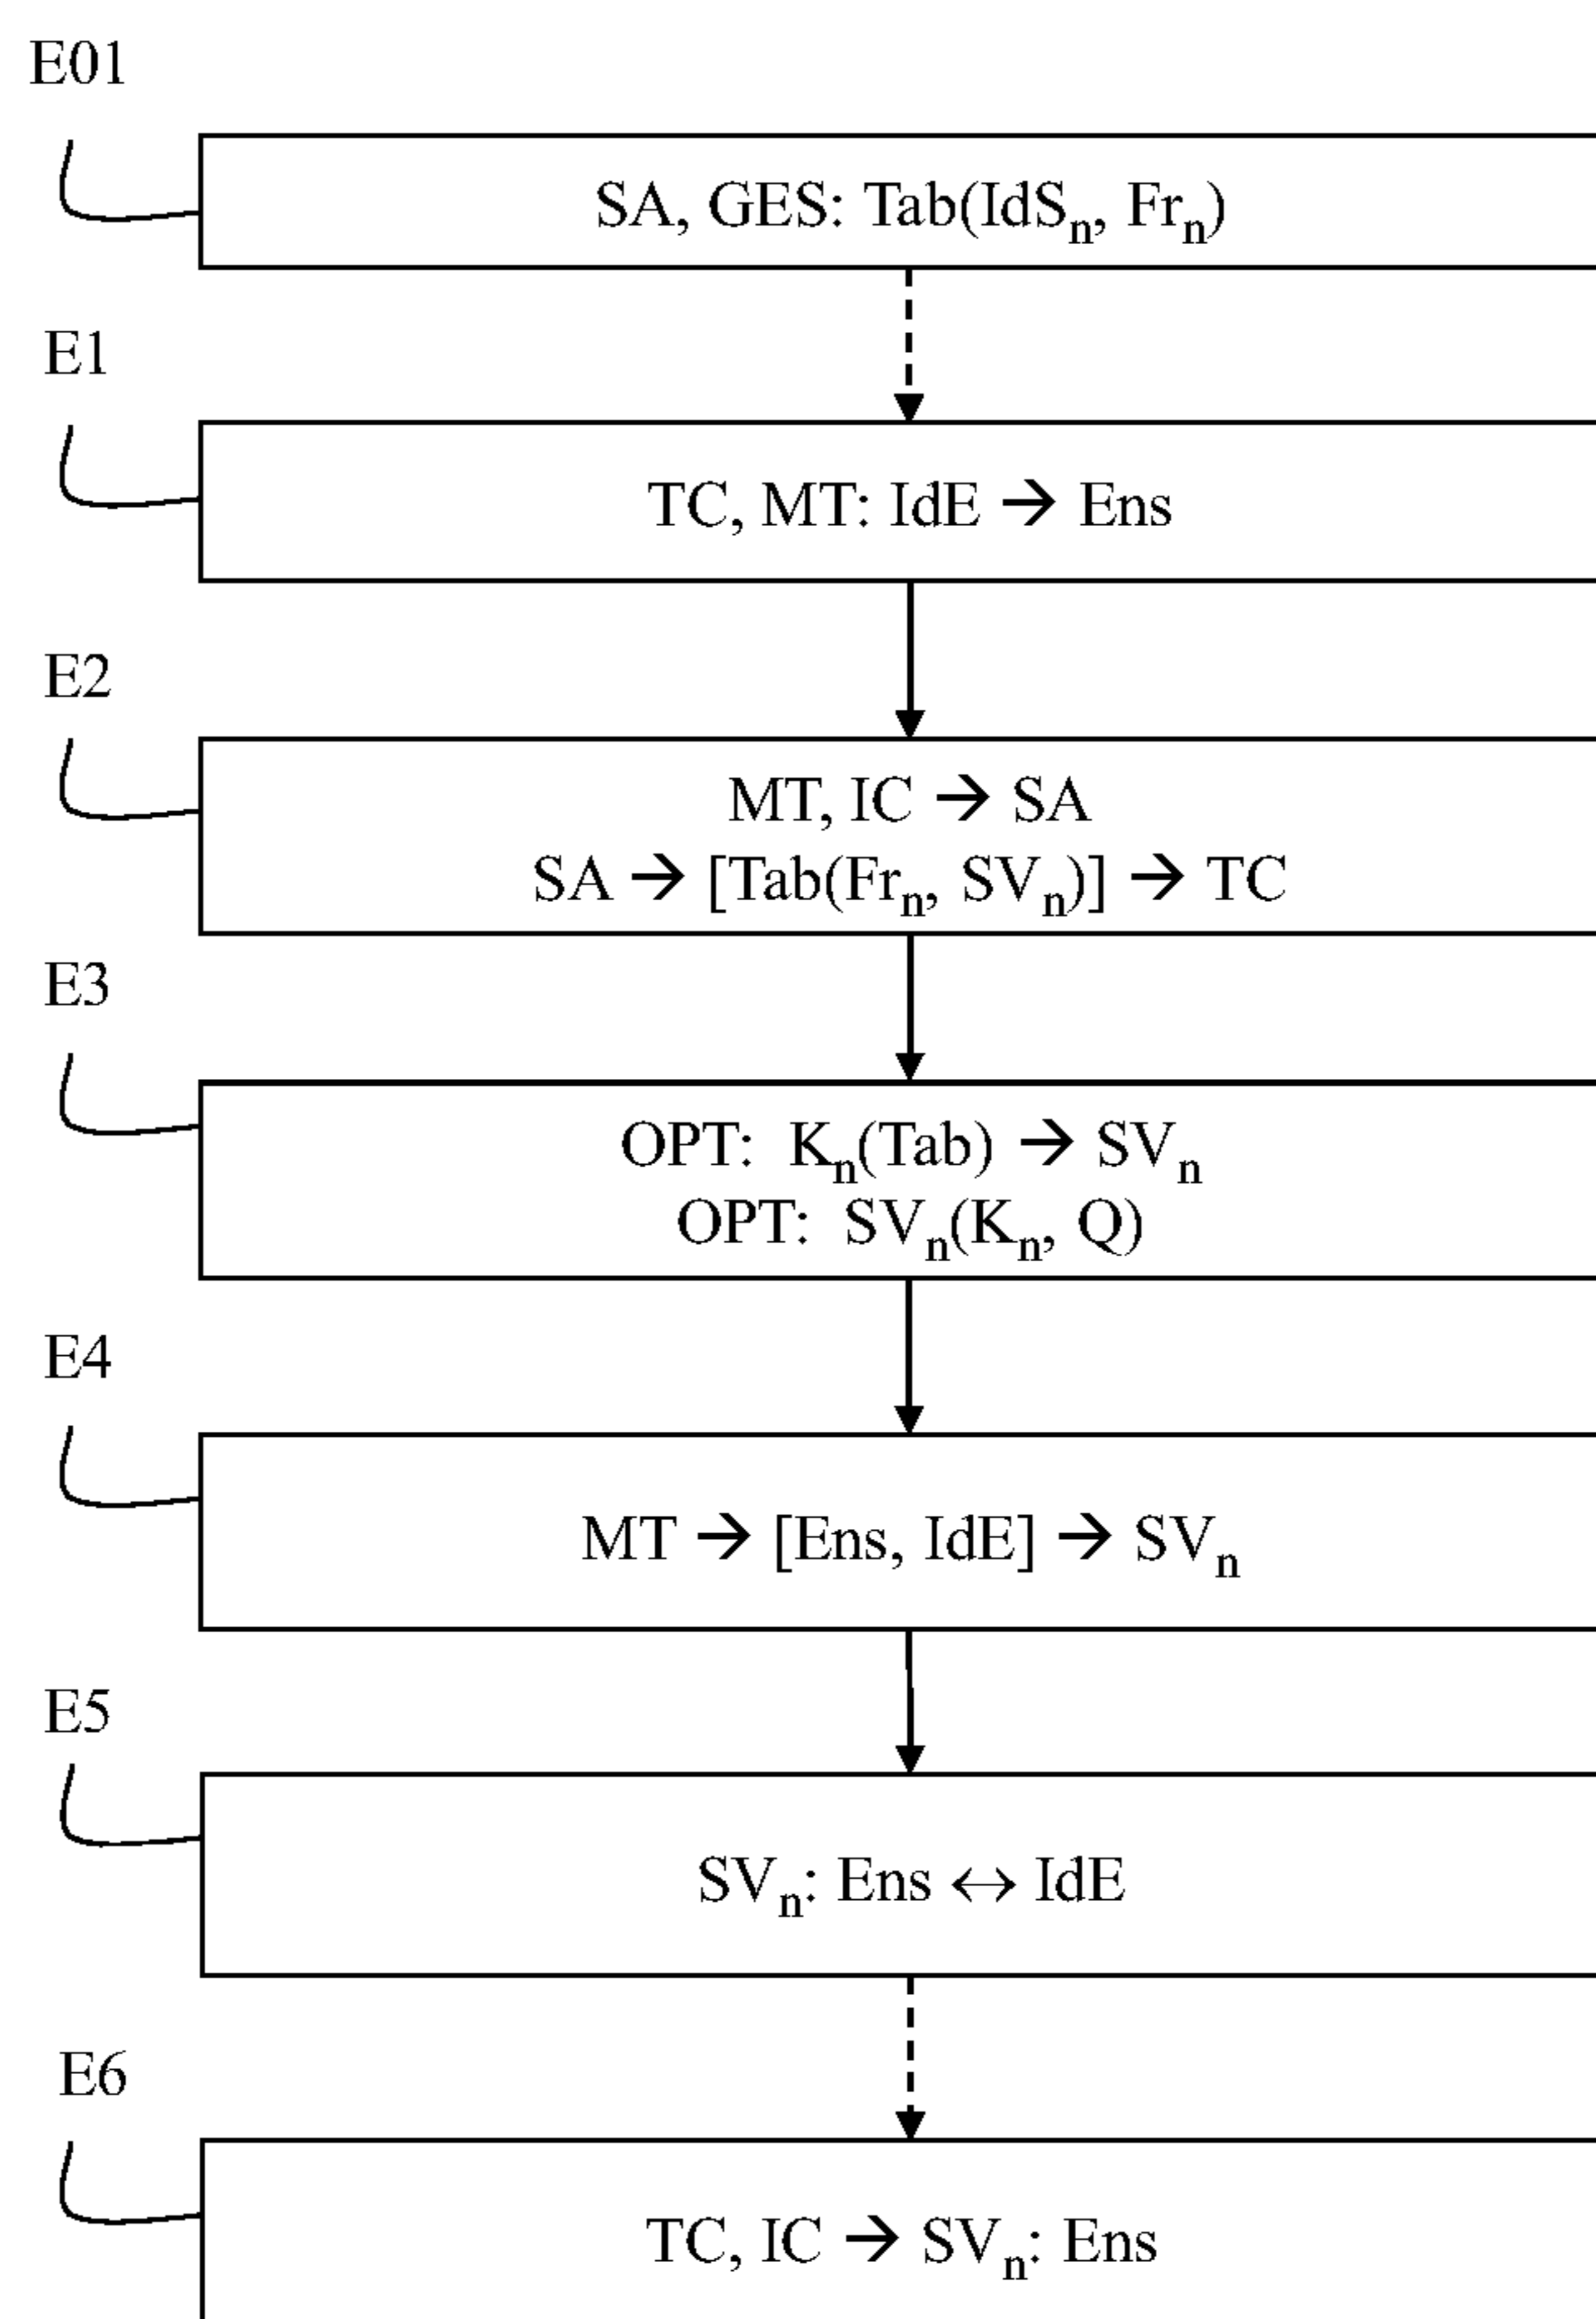 E01
SA, GES: Tab(IdSₙ, Frₙ)
E1
TC, MT: IdE → Ens
E2
MT, IC → SA
SA → [Tab(Frₙ, SVₙ)] → TC
E3
OPT: Kₙ(Tab) → SVₙ
OPT: SVₙ(Kₙ, Q)
E4
MT → [Ens, IdE] → SVₙ
E5
SVₙ: Ens ↔ IdE
E6
TC, IC → SVₙ: Ens